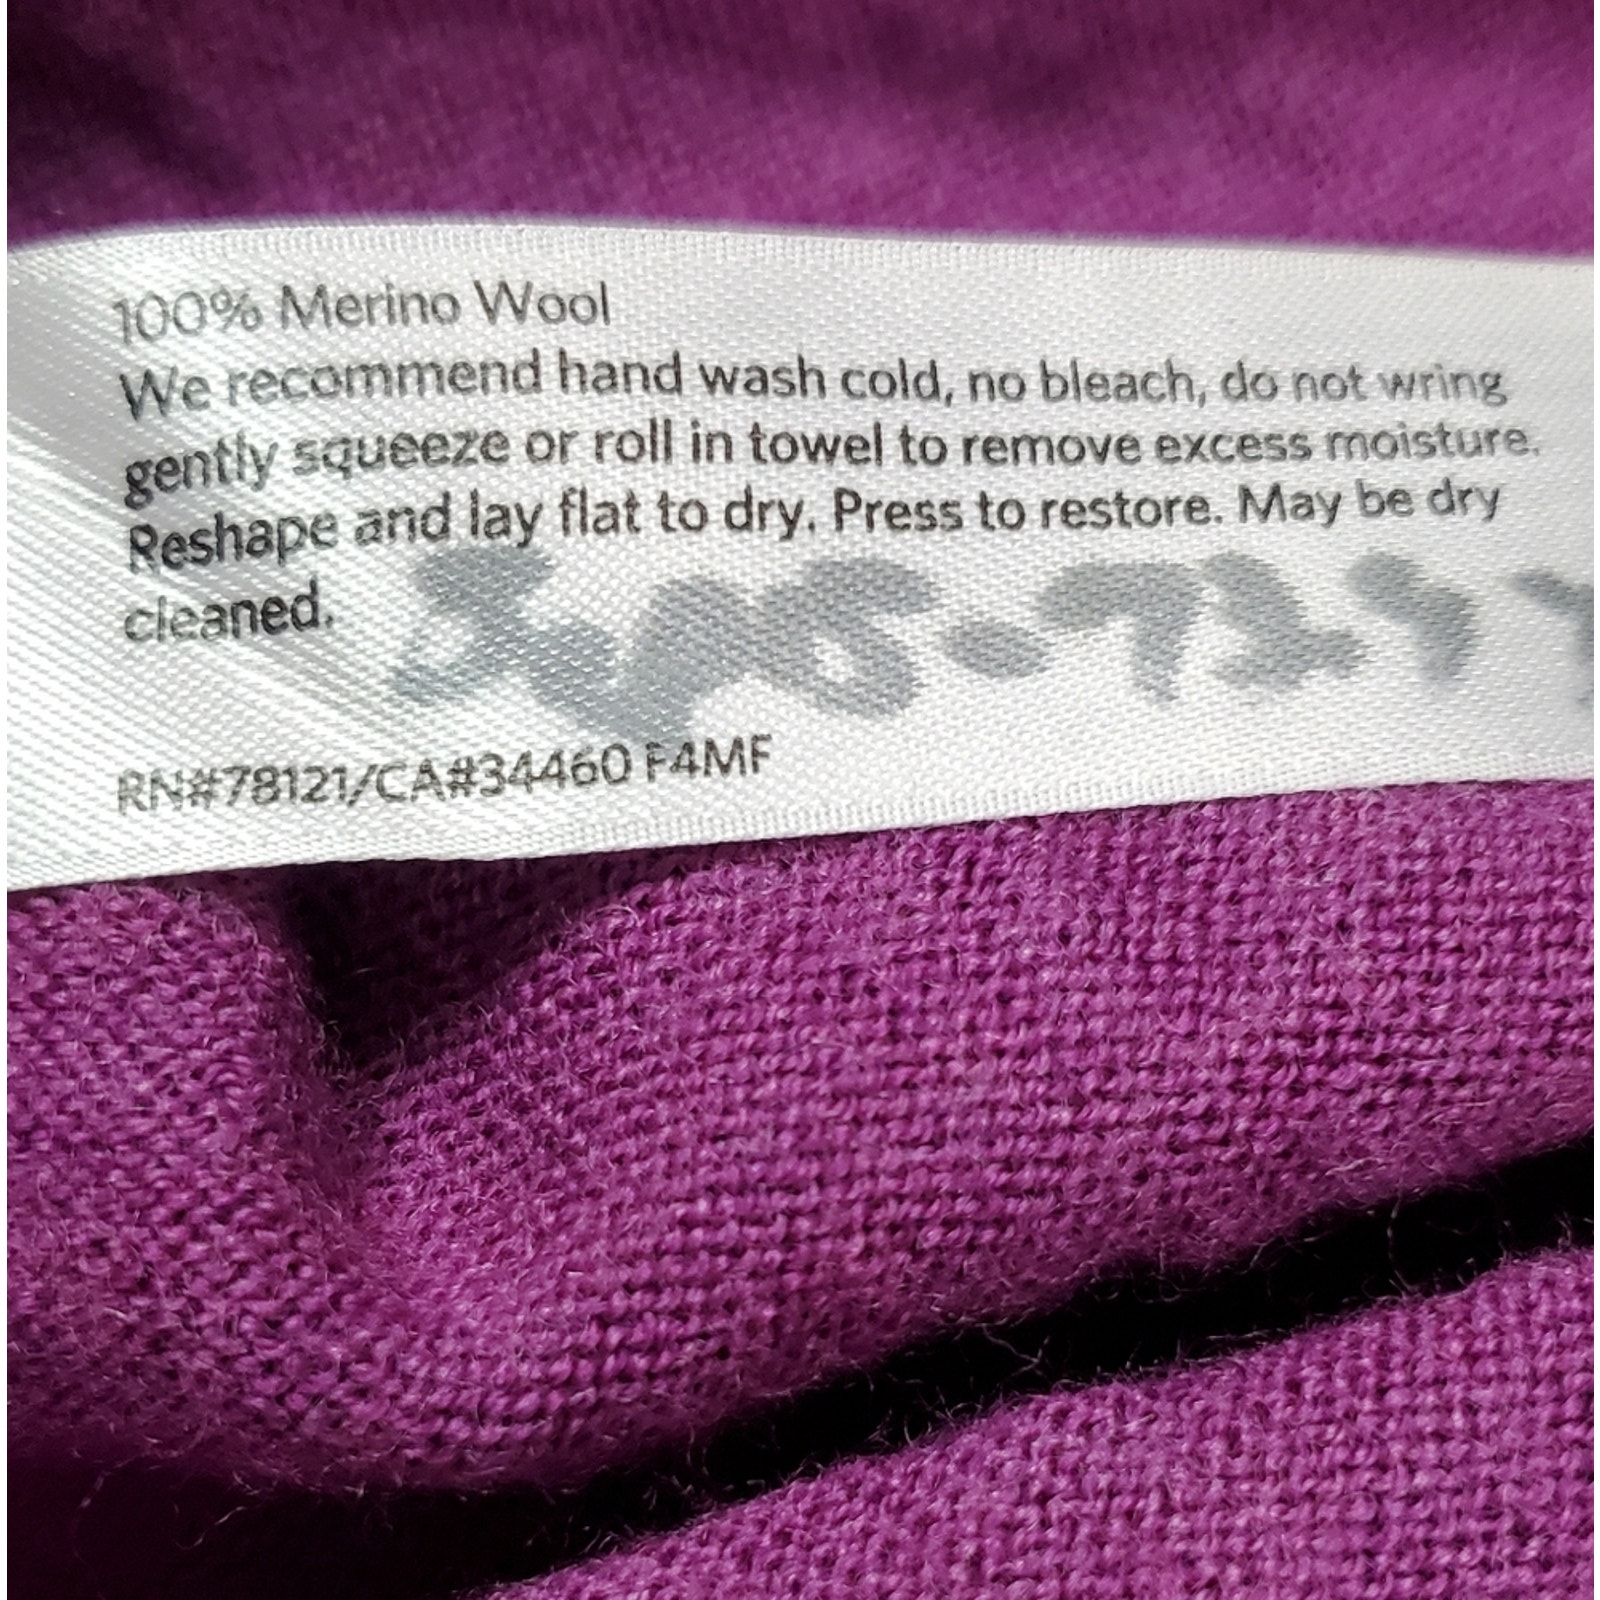 100% Merino Wool
We recommend hand wash cold, no bleach, do not wring
gently squeeze or roll in towel to remove excess moisture.
Reshape and lay flat to dry. Press to restore. May be dry
cleaned.
RN#78121/CA#34460 F4MF